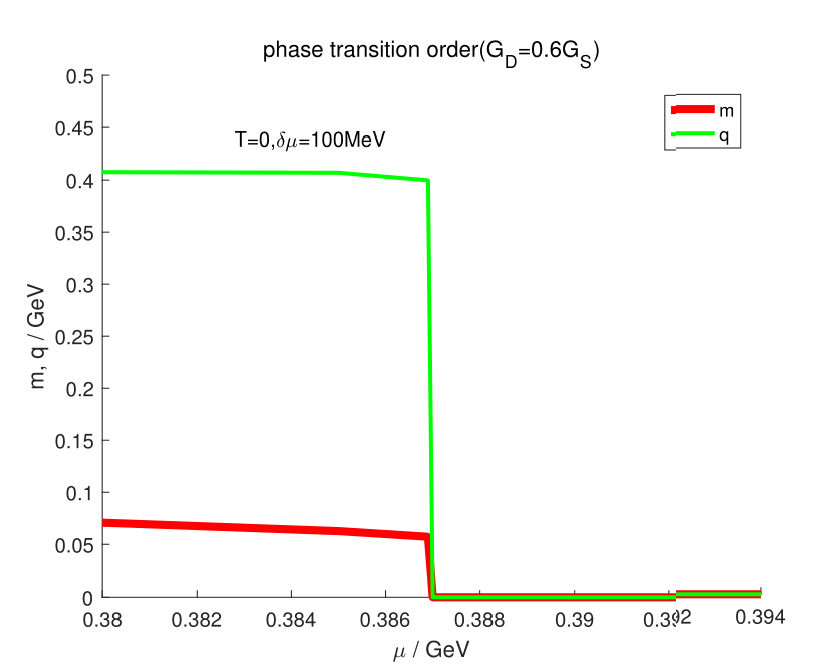 phase transition order(G_D=0.6G_S)
m
q
T=0,δμ=100MeV
0.5
0.45
0.4
0.35
0.3
0.25
0.2
0.15
0.1
0.05
0
m, q / GeV
0.38 0.382 0.384 0.386 0.388 0.39 0.392 0.394
μ / GeV